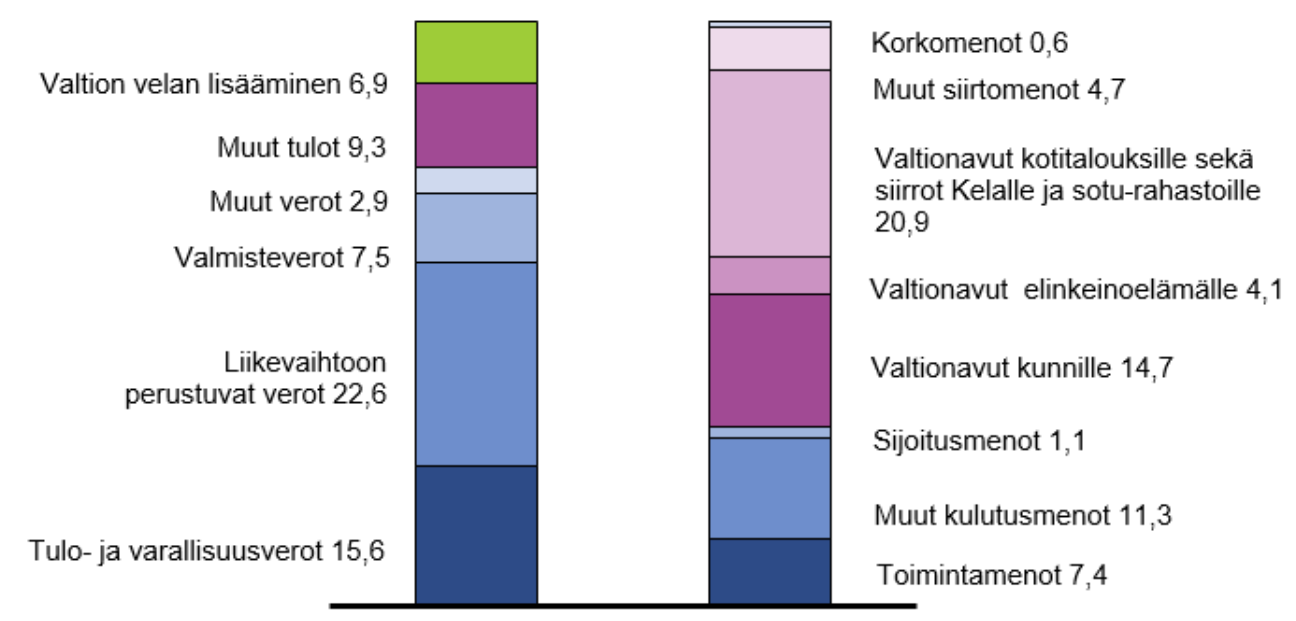 Valtion velan lisääminen 6,9
Muut tulot 9,3
Muut verot 2,9
Valmisteverot 7,5
Liikevaihtoon
perustuvat verot 22,6
Tulo- ja varallisuusverot 15,6
Korkomenot 0,6
Muut siirtomenot 4,7
Valtionavut kotitalouksille sekä
siirrot Kelalle ja sotu-rahastoille
20,9
Valtionavut elinkeinoelämälle 4,1
Valtionavut kunnille 14,7
Sijoitusmenot 1,1
Muut kulutusmenot 11,3
Toimintamenot 7,4